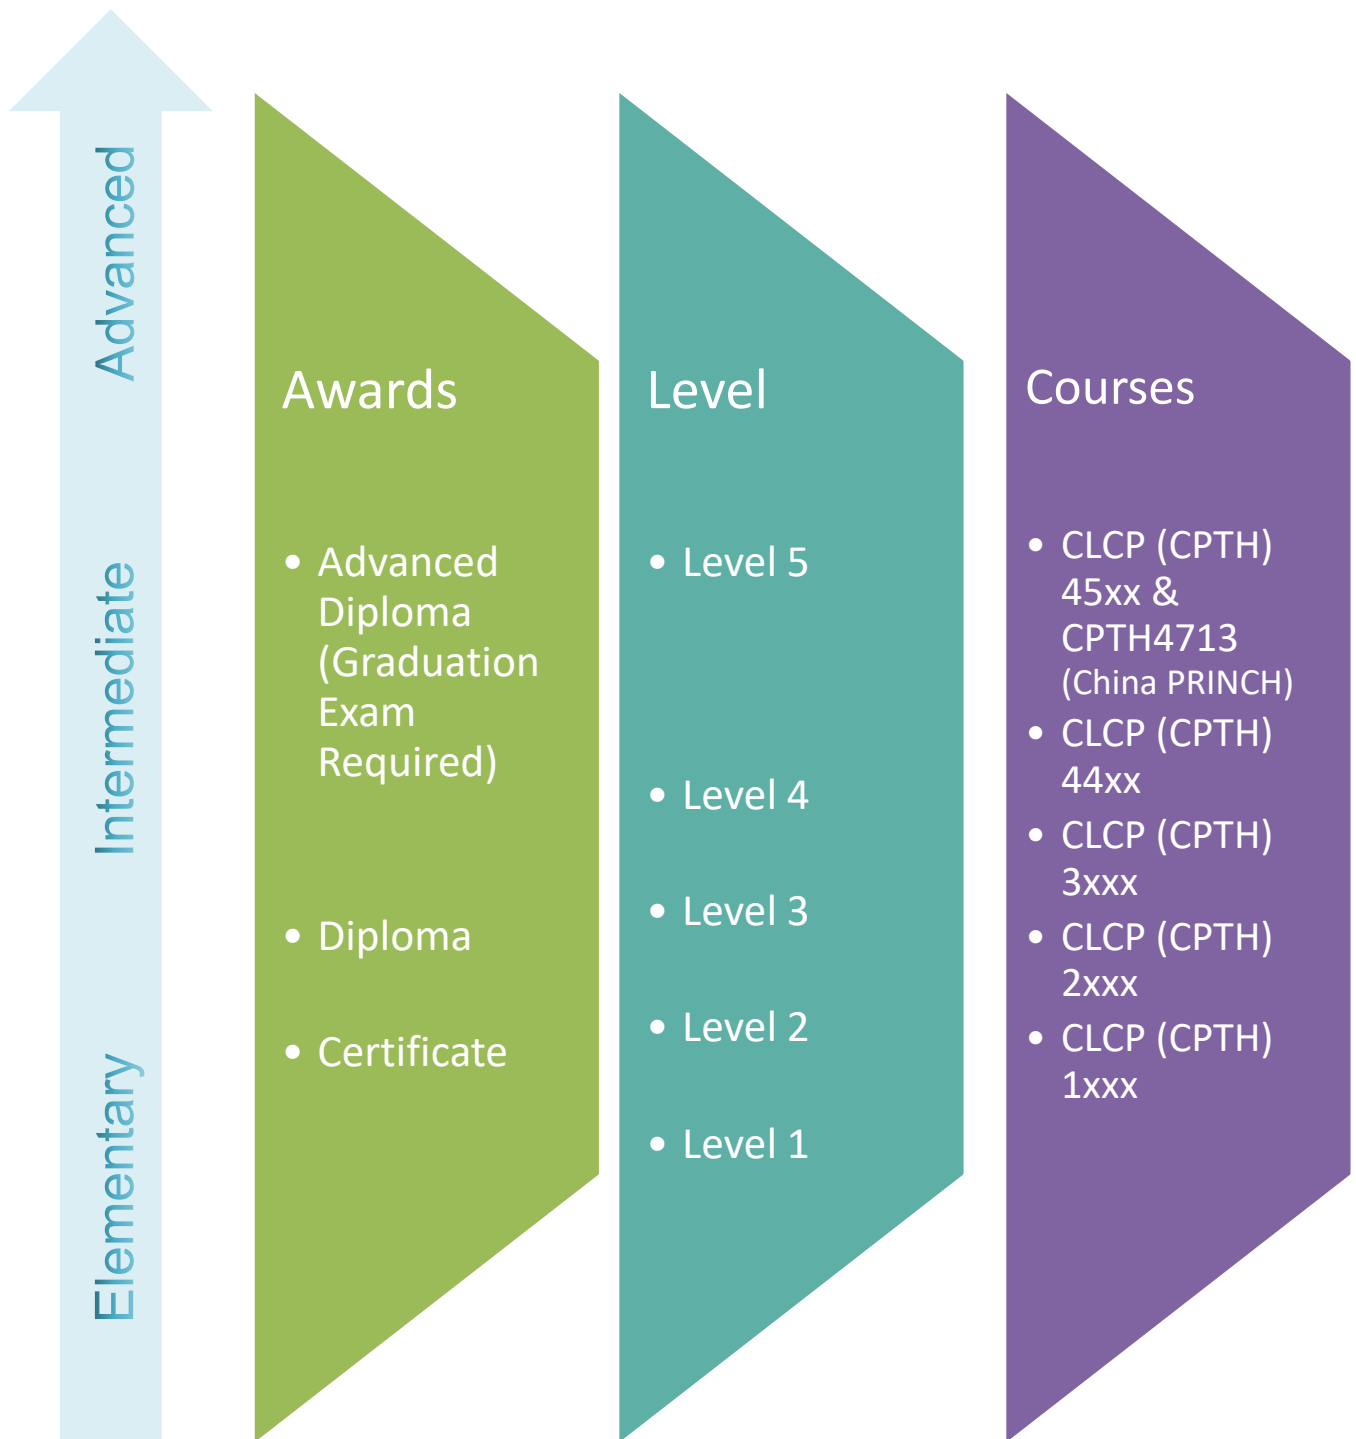 Advanced
Intermediate
Elementary
Awards
• Advanced
Diploma
(Graduation
Exam
Required)
• Diploma
• Certificate
Level
• Level 5
• Level 4
• Level 3
• Level 2
• Level 1
Courses
• CLCP (CPTH)
45xx &
CPTH4713
(China PRINCH)
• CLCP (CPTH)
44xx
• CLCP (CPTH)
3xxx
• CLCP (CPTH)
2xxx
• CLCP (CPTH)
1xxx